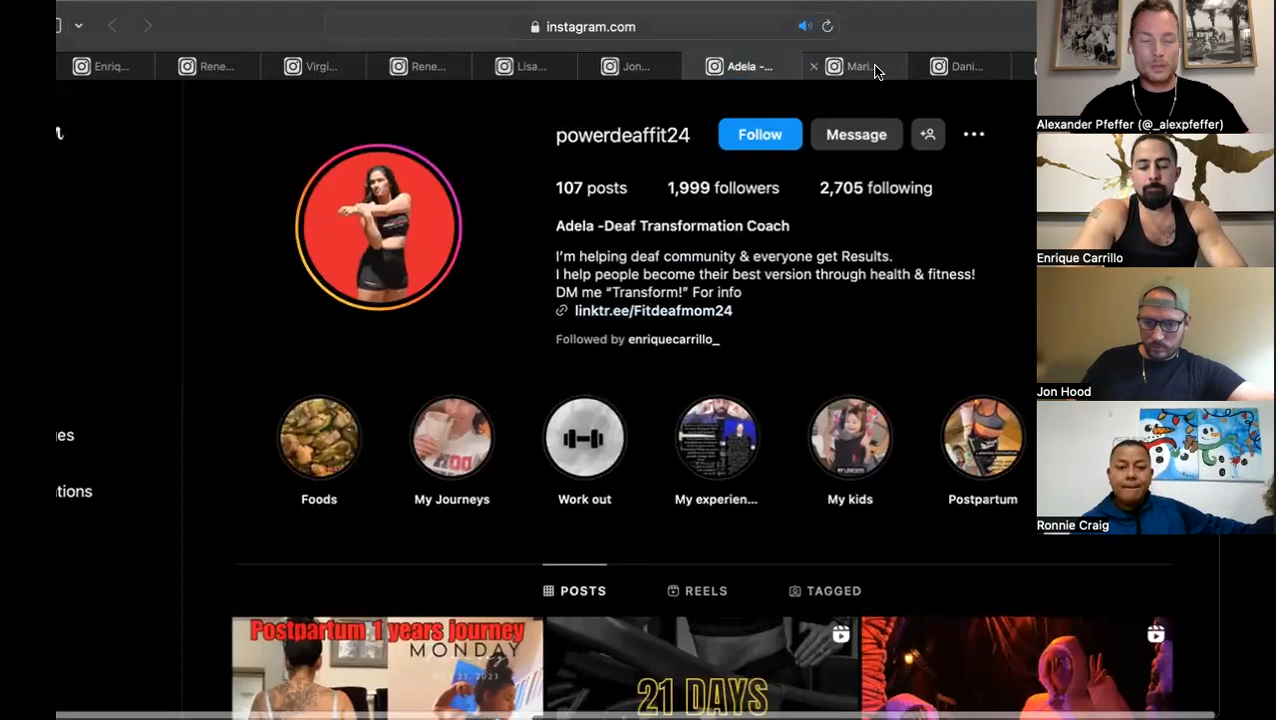 instagram.com
Enriq...
Rene...
Virgi...
Rene...
Lisa...
Jon...
Adela -...
Mari...
Dani...
powerdeaffit24
Follow
Message
107 posts
1,999 followers
2,705 following
Adela -Deaf Transformation Coach
I'm helping deaf community & everyone get Results.
I help people become their best version through health & fitness!
DM me “Transform!” For info
linktr.ee/Fitdeafmom24
Followed by enriquecarrillo_
ges
tions
Foods
My Journeys
Work out
My experien...
My kids
Postpartum
POSTS
REELS
TAGGED
Postpartum 1 years journey
MONDAY
21 DAYS
Alexander Pfeffer (@_alexpfeffer)
Enrique Carrillo
Jon Hood
Ronnie Craig